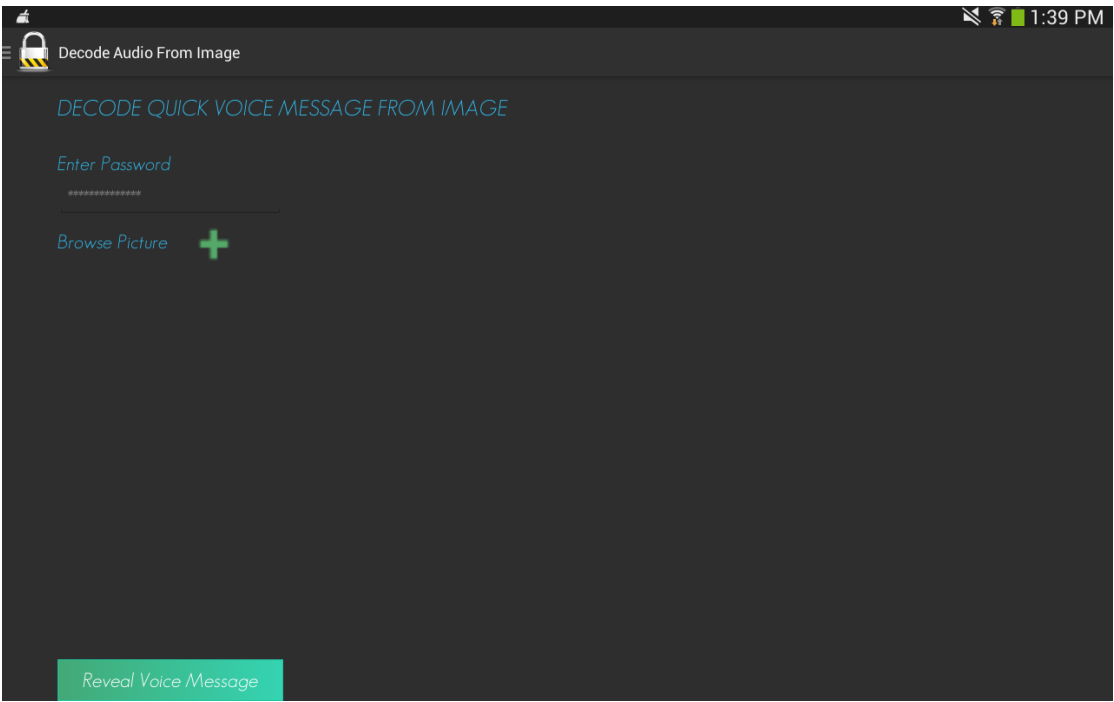 1:39 PM
Decode Audio From Image
DECODE QUICK VOICE MESSAGE FROM IMAGE
Enter Password
**************
Browse Picture
Reveal Voice Message